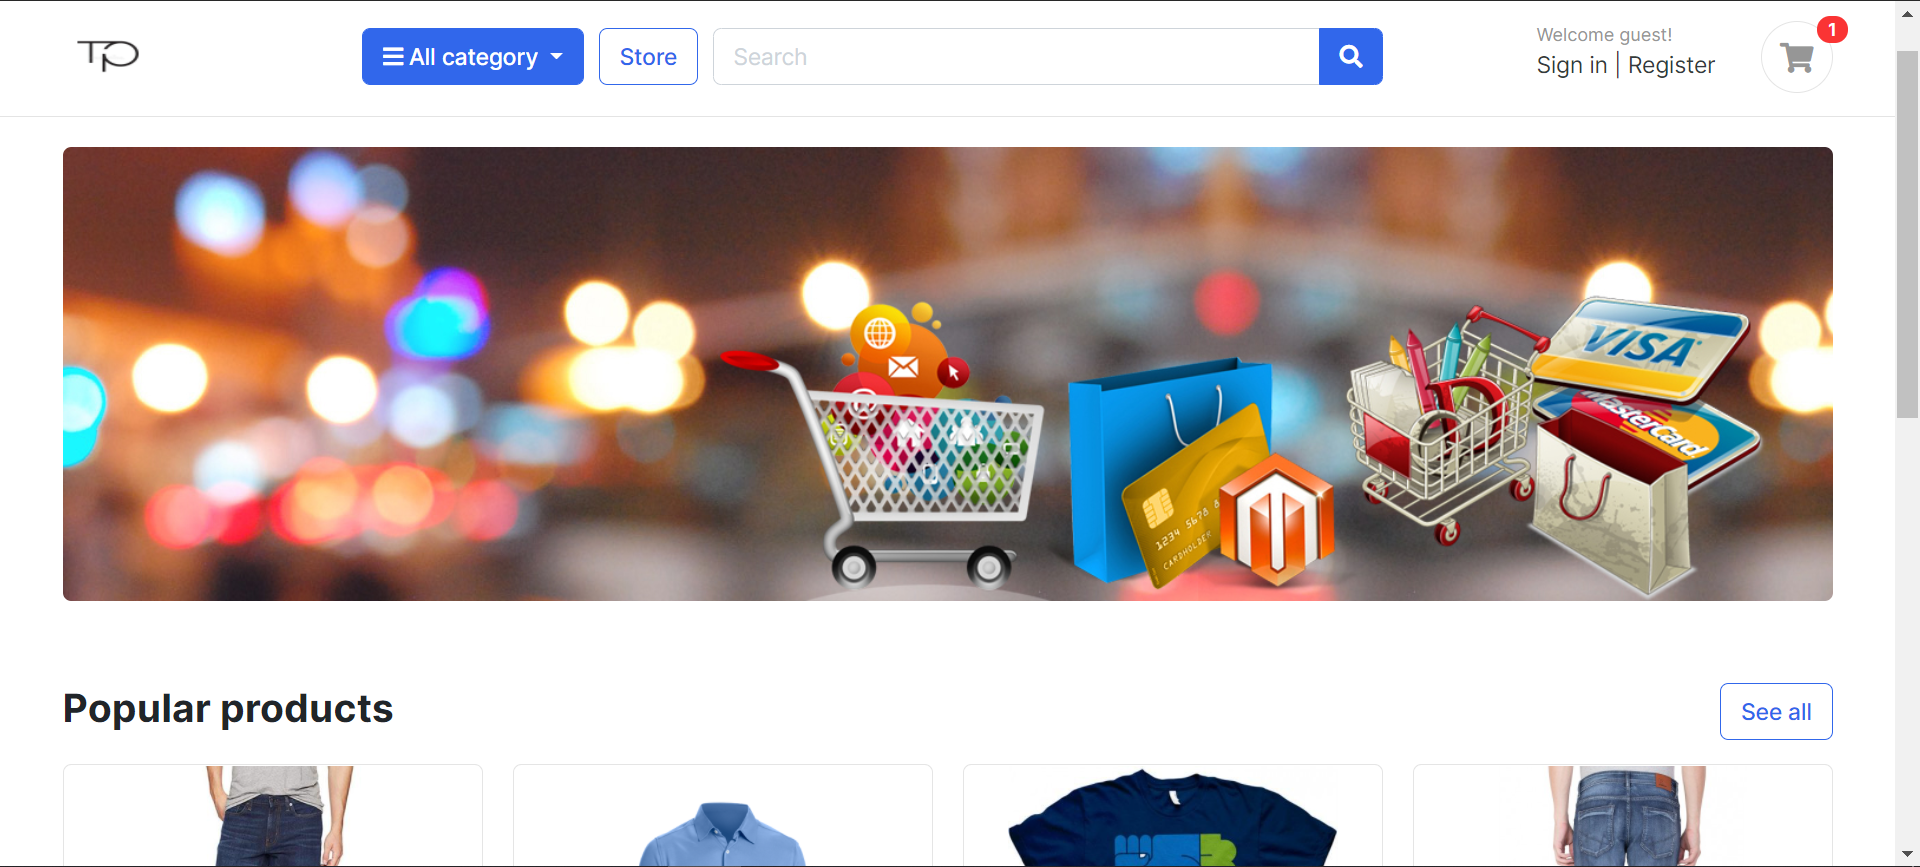 TP
All category
Store
Search
Welcome guest!
Sign in | Register
1
VISA
MasterCard
1234 5678 8
CARDHOLDER
Popular products
See all